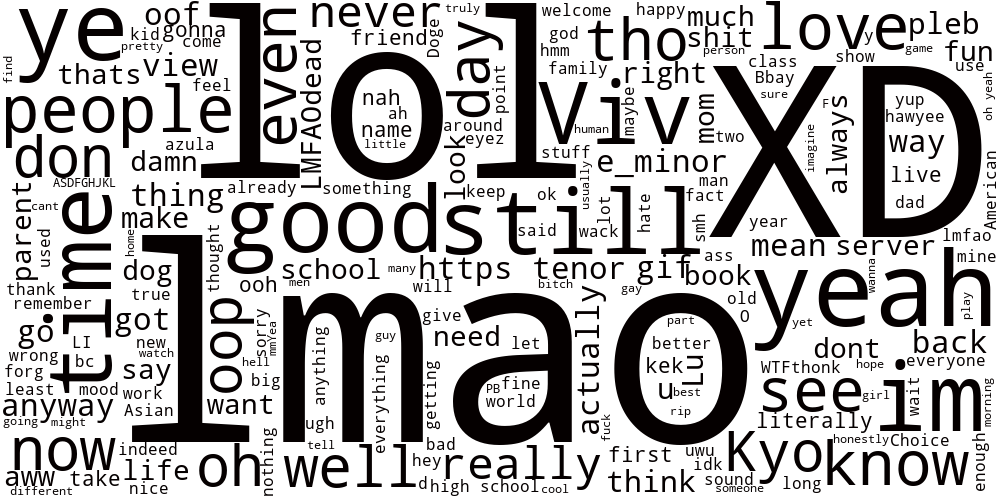 ye
oof
gonna
kid
pretty
come
thats
view
find
feel
people
azula
don
damn
ASDFGHJKL
thing
cant
make
parent
used
time
home
thank
remember
go
dog
true
LI
bc
got
new
wrong
watch
forg
say
least
mood
work
anyway
Asian
going
might
now
indeed
aww
take
life
different
nice
lol
even
LMFAOdead
never
friend
Doge
truly
day
point
nah
ah
name
little
around
eyez
look
already
something
keep
good
still
thought
ooh
school
men
many
https
tenor
gif
will
bitch
gay
lmao
oop
sorry
mmYea
hell
big
want
anything
guy
everything
ugh
tell
give
need
let
PB
fine
world
getting
actually
fuck
nothing
oh
well
bad
hey
really
d
high school
cool
welcome
happy
god
hmm
family
tho
much
shit
person
right
Viv
human
maybe
mom
two
stuff
e_minor
usually
ok
said
wack
lot
hate
man
fact
smh
love
y
pleb
game
show
fun
use
class
Bbay
sure
XD
F
imagine
always
yup
hawyee
way
live
dad
oh yeah
American
year
mean
server
lmfao
mine
ass
book
old
O
yeah
wanna
play
yet
part
better
kek
u
Lu
best
rip
dont
back
WTFthonk
hope
everyone
see
girl
im
wait
morning
literally
first
uwu
idk
think
Kyo
know
honestly
Choice
sound
someone
long
enough